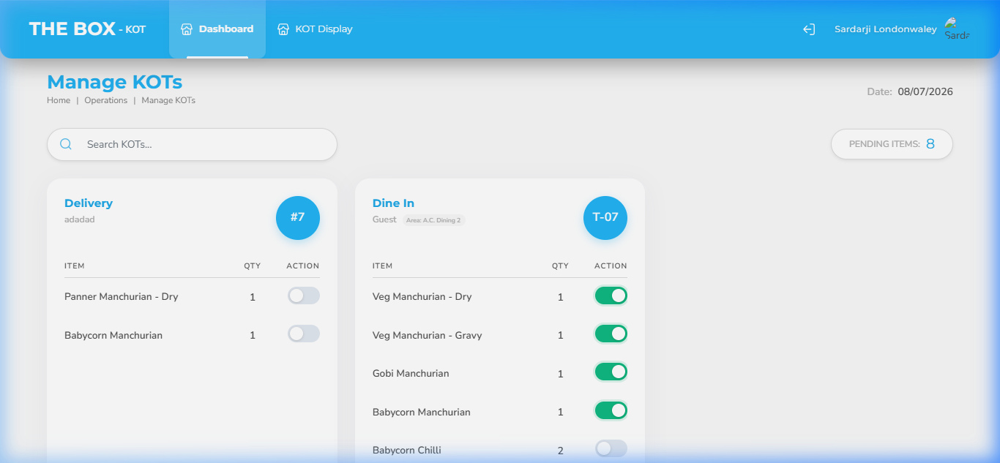 THE BOX - KOT
Dashboard
KOT Display
Sardarji Londonwaley
Sarda
Manage KOTs
Home | Operations | Manage KOTs
Date: 08/07/2026
Search KOTs...
PENDING ITEMS: 8
Delivery
adadad
#7
ITEM QTY ACTION
Panner Manchurian - Dry 1
Babycorn Manchurian 1
Dine In
Guest Area: A.C. Dining 2
T-07
ITEM QTY ACTION
Veg Manchurian - Dry 1
Veg Manchurian - Gravy 1
Gobi Manchurian 1
Babycorn Manchurian 1
Babycorn Chilli 2